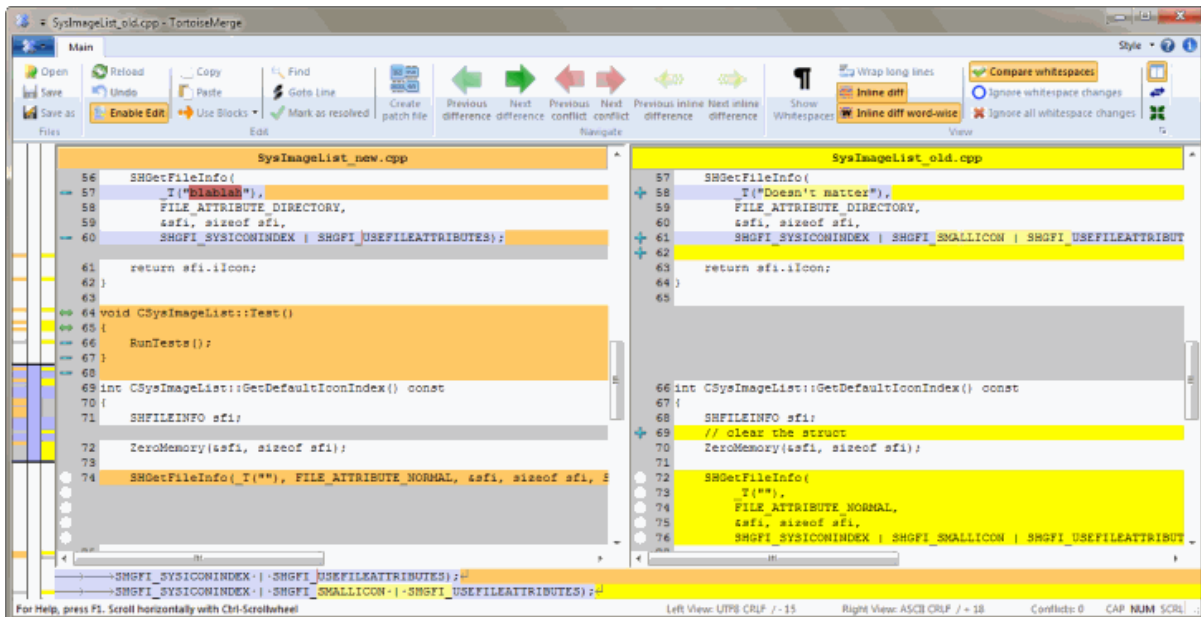 SysImageList_old.cpp - TortoiseMerge
Main
Style
Open
Save
Save as
Files
Reload
Undo
Enable Edit
Copy
Paste
Use Blocks
Find
Goto Line
Mark as resolved
Edit
Create patch file
Previous difference
Next difference
Previous conflict
Next conflict
Previous inline difference
Next inline difference
Navigate
Show Whitespaces
Wrap long lines
Inline diff
Inline diff word-wise
Compare whitespaces
Ignore whitespace changes
Ignore all whitespace changes
View
SysImageList_new.cpp
56 SHGetFileInfo(
57 _T("blablah"),
58 FILE_ATTRIBUTE_DIRECTORY,
59 &sfi, sizeof sfi,
60 SHGFI_SYSICONINDEX | SHGFI_USEFILEATTRIBUTES);
61 return sfi.iIcon;
62 }
63
64 void CSysImageList::Test()
65 {
66 RunTests();
67 }
68
69 int CSysImageList::GetDefaultIconIndex() const
70 {
71 SHFILEINFO sfi;
72 ZeroMemory(&sfi, sizeof sfi);
73
74 SHGetFileInfo(_T(""), FILE_ATTRIBUTE_NORMAL, &sfi, sizeof sfi, S
SysImageList_old.cpp
57 SHGetFileInfo(
58 _T("Doesn't matter"),
59 FILE_ATTRIBUTE_DIRECTORY,
60 &sfi, sizeof sfi,
61 SHGFI_SYSICONINDEX | SHGFI_SMALLICON | SHGFI_USEFILEATTRIBUT
62
63 return sfi.iIcon;
64 }
65
66 int CSysImageList::GetDefaultIconIndex() const
67 {
68 SHFILEINFO sfi;
69 // clear the struct
70 ZeroMemory(&sfi, sizeof sfi);
71
72 SHGetFileInfo(
73 _T(""),
74 FILE_ATTRIBUTE_NORMAL,
75 &sfi, sizeof sfi,
76 SHGFI_SYSICONINDEX | SHGFI_SMALLICON | SHGFI_USEFILEATTRIBUT
SHGFI_SYSICONINDEX·|·SHGFI_USEFILEATTRIBUTES);
SHGFI_SYSICONINDEX·|·SHGFI_SMALLICON·|·SHGFI_USEFILEATTRIBUTES);
For Help, press F1. Scroll horizontally with Ctrl-Scrollwheel
Left View: UTF8 CRLF / - 15
Right View: ASCII CRLF / + 18
Conflicts: 0
CAP NUM SCRL